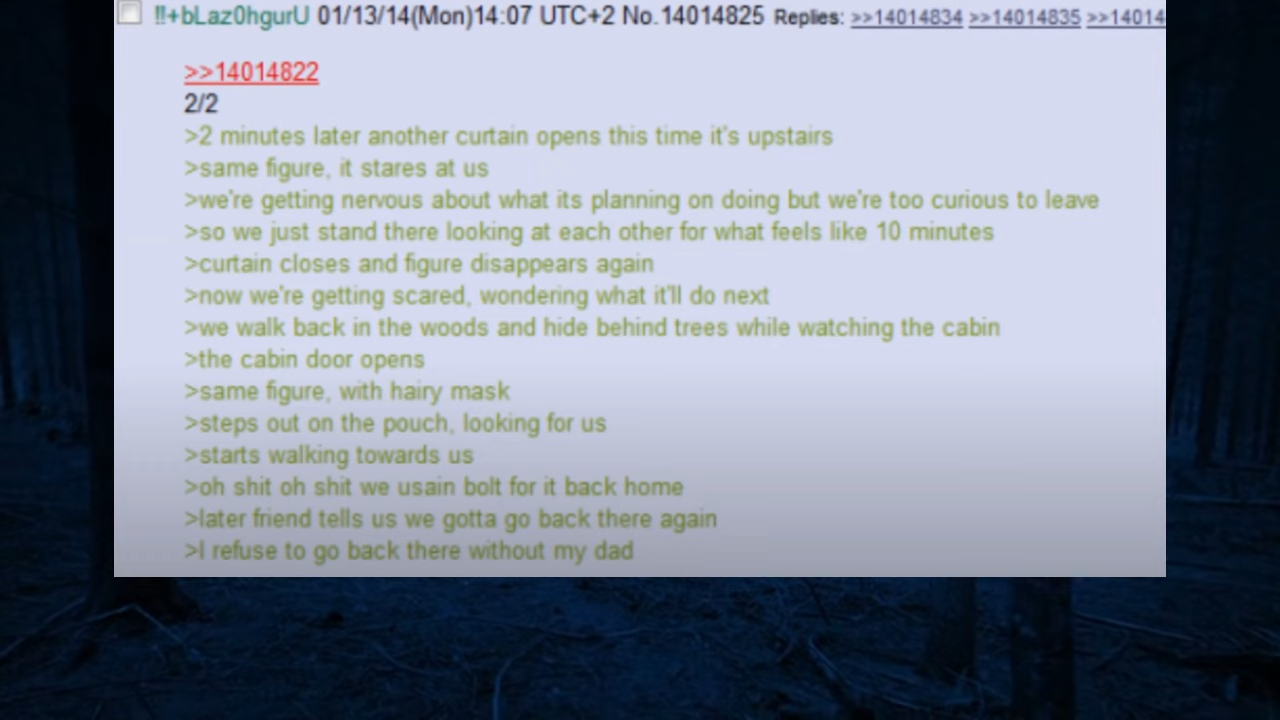 !!+bLaz0hgurU 01/13/14(Mon)14:07 UTC+2 No.14014825 Replies: >>14014834 >>14014835 >>14014
>>14014822
2/2
>2 minutes later another curtain opens this time it's upstairs
>same figure, it stares at us
>we're getting nervous about what its planning on doing but we're too curious to leave
>so we just stand there looking at each other for what feels like 10 minutes
>curtain closes and figure disappears again
>now we're getting scared, wondering what it'll do next
>we walk back in the woods and hide behind trees while watching the cabin
>the cabin door opens
>same figure, with hairy mask
>steps out on the pouch, looking for us
>starts walking towards us
>oh shit oh shit we usain bolt for it back home
>later friend tells us we gotta go back there again
>I refuse to go back there without my dad